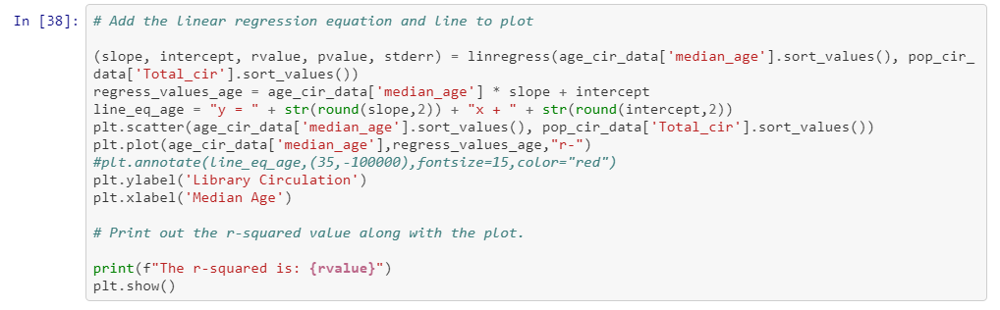 In [38]: # Add the linear regression equation and line to plot
(slope, intercept, rvalue, pvalue, stderr) = linregress(age_cir_data['median_age'].sort_values(), pop_cir_
data['Total_cir'].sort_values())
regress_values_age = age_cir_data['median_age'] * slope + intercept
line_eq_age = "y = " + str(round(slope,2)) + "x + " + str(round(intercept,2))
plt.scatter(age_cir_data['median_age'].sort_values(), pop_cir_data['Total_cir'].sort_values())
plt.plot(age_cir_data['median_age'],regress_values_age,"r-")
#plt.annotate(line_eq_age,(35,-100000),fontsize=15,color="red")
plt.ylabel('Library Circulation')
plt.xlabel('Median Age')
# Print out the r-squared value along with the plot.
print(f"The r-squared is: {rvalue}")
plt.show()